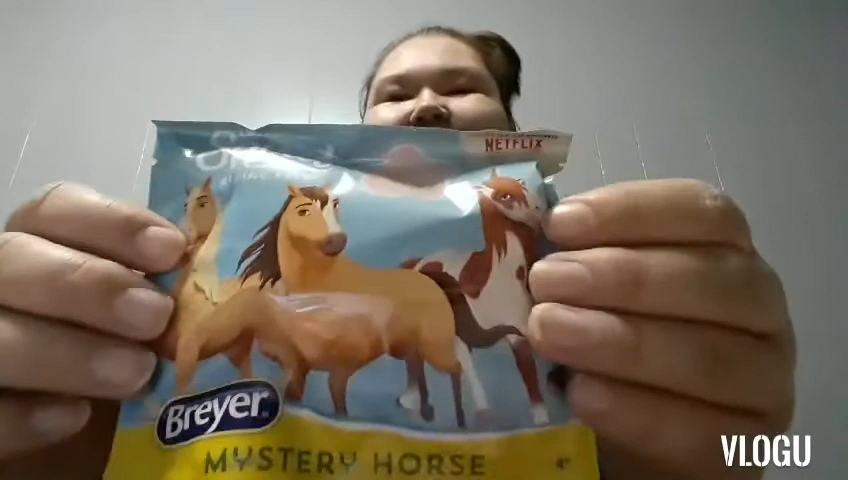 NETFLIX
Breyer
MYSTERY HORSE
4+
VLOGU